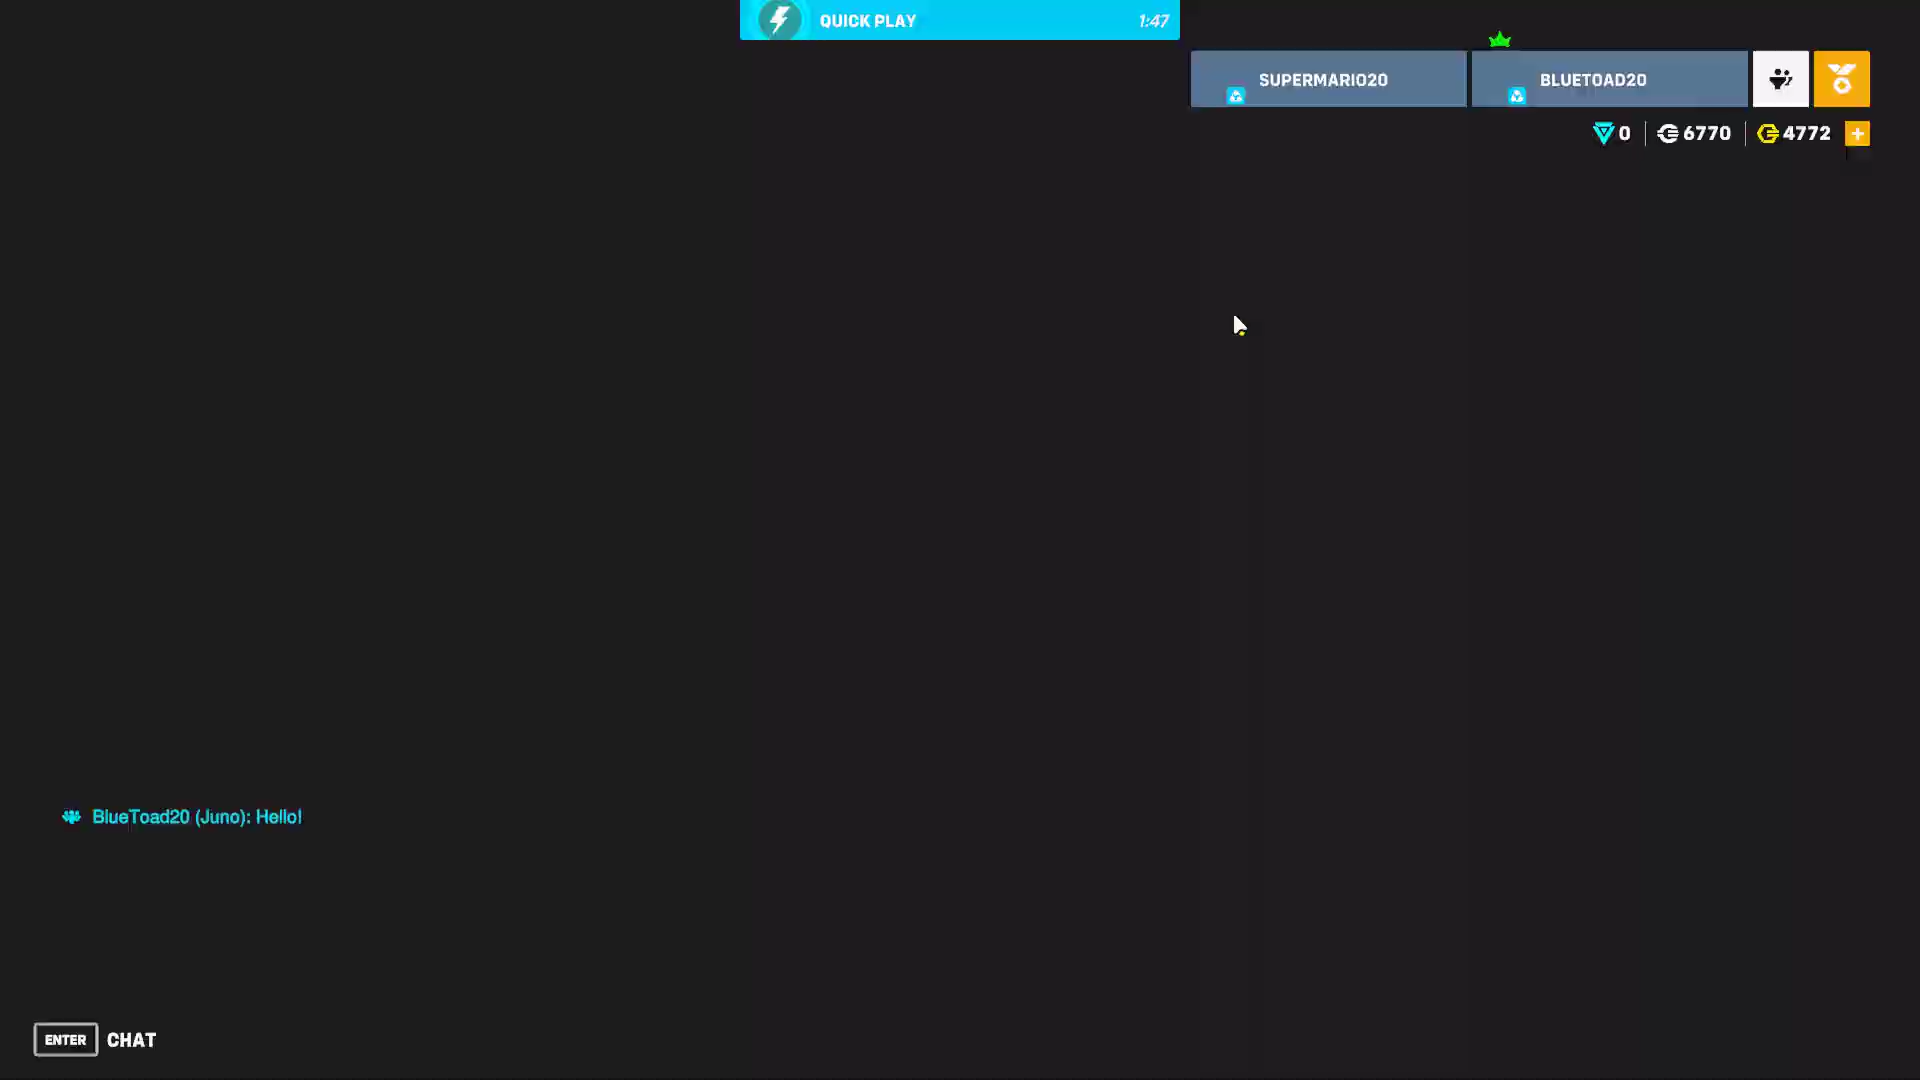 QUICK PLAY 1:47
SUPERMARIO20 BLUETOAD20
0 6770 4772 +
BlueToad20 (Juno): Hello!
ENTER CHAT